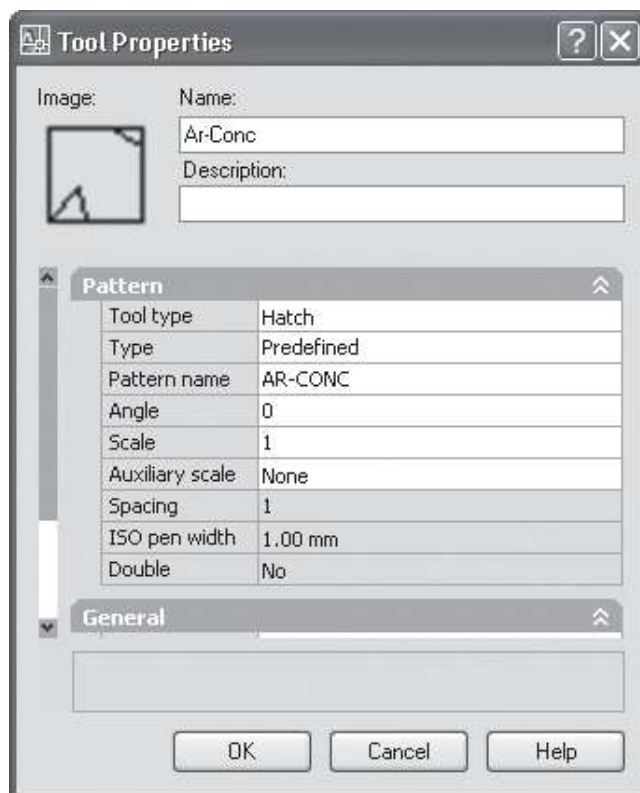 Tool Properties
Image:
Name:
Ar-Conc
Description:
Pattern
Tool type Hatch
Type Predefined
Pattern name AR-CONC
Angle 0
Scale 1
Auxiliary scale None
Spacing 1
ISO pen width 1.00 mm
Double No
General
OK Cancel Help